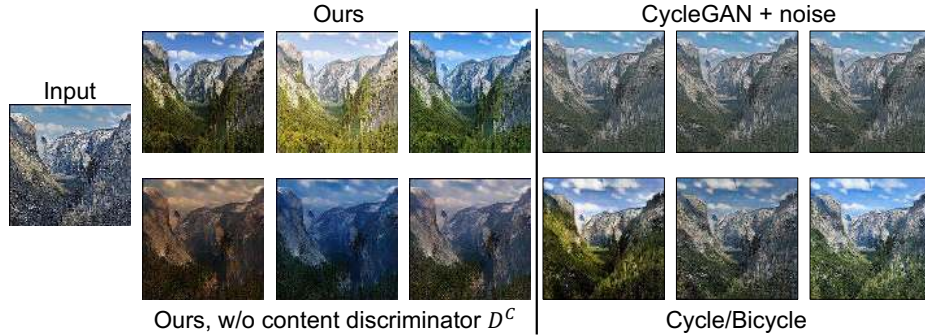 Ours
CycleGAN + noise
Input
Ours, w/o content discriminator D^C
Cycle/Bicycle